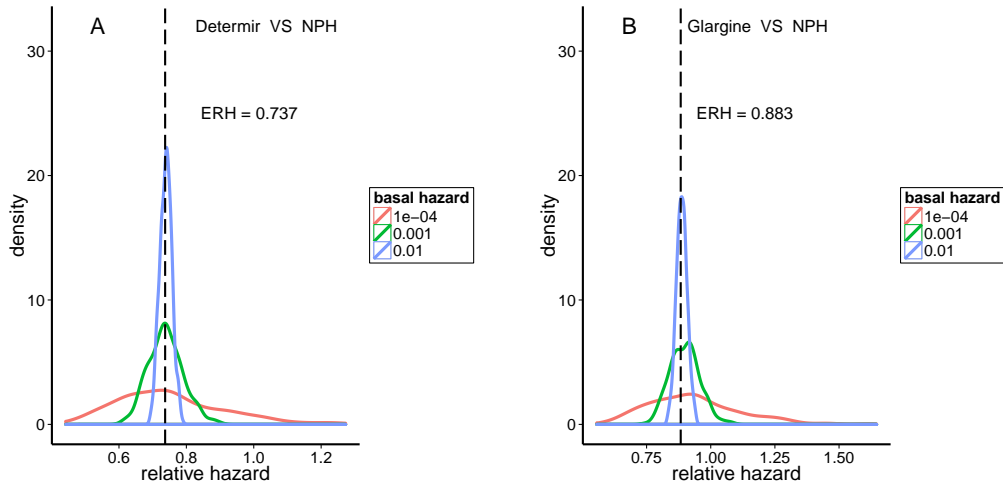 A
Determir VS NPH
ERH = 0.737
30
20
10
0
density
0.6
0.8
1.0
1.2
relative hazard
basal hazard
1e−04
0.001
0.01
B
Glargine VS NPH
ERH = 0.883
30
20
10
0
density
0.75
1.00
1.25
1.50
relative hazard
basal hazard
1e−04
0.001
0.01